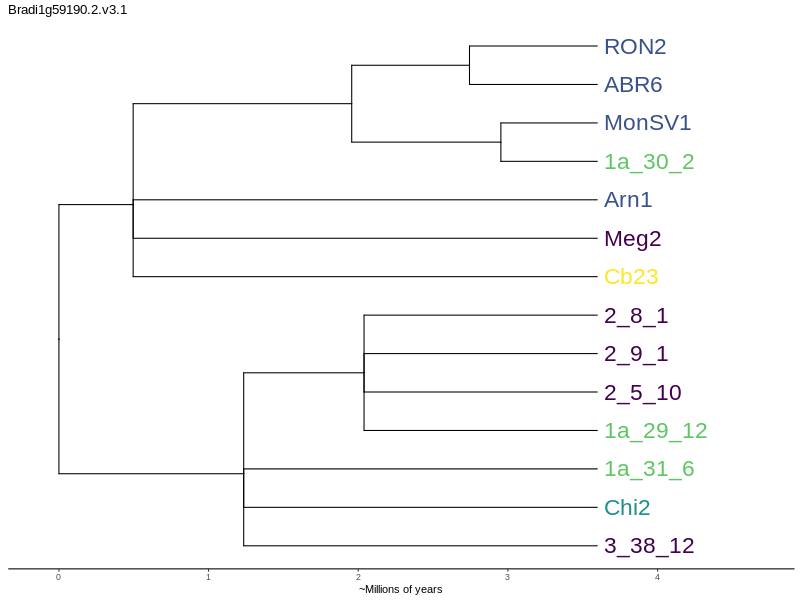 Bradi1g59190.2.v3.1
RON2
ABR6
MonSV1
1a_30_2
Arn1
Meg2
Cb23
2_8_1
2_9_1
2_5_10
1a_29_12
1a_31_6
Chi2
3_38_12
0 1 2 3 4
~Millions of years